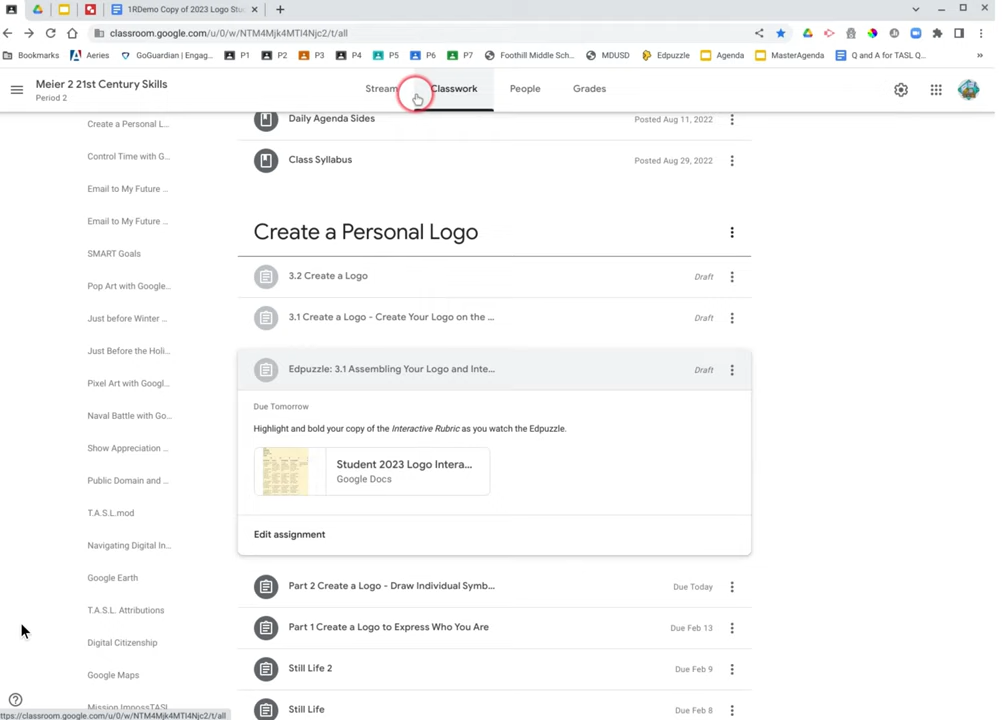 1RDemo Copy of 2023 Logo Stu
classroom.google.com/u/0/w/NTM4Mjk4MTI4Njc2/t/all
Bookmarks Aeries GoGuardian | Engag... P1 P2 P3 P4 P5 P6 P7 Foothill Middle Sch... MDUSD Edpuzzle Agenda MasterAgenda Q and A for TASL Q... »
Meier 2 21st Century Skills
Period 2
Stream Classwork People Grades
Create a Personal L...
Control Time with G...
Email to My Future ...
Email to My Future ...
SMART Goals
Pop Art with Google...
Just before Winter ...
Just Before the Holi...
Pixel Art with Googl...
Naval Battle with Go...
Show Appreciation ...
Public Domain and ...
T.A.S.L.mod
Navigating Digital In...
Google Earth
T.A.S.L. Attributions
Digital Citizenship
Google Maps
Mission ImpossTASL
Daily Agenda Sides Posted Aug 11, 2022
Class Syllabus Posted Aug 29, 2022
Create a Personal Logo
3.2 Create a Logo Draft
3.1 Create a Logo - Create Your Logo on the ... Draft
Edpuzzle: 3.1 Assembling Your Logo and Inte... Draft
Due Tomorrow
Highlight and bold your copy of the Interactive Rubric as you watch the Edpuzzle.
Student 2023 Logo Intera...
Google Docs
Edit assignment
Part 2 Create a Logo - Draw Individual Symb... Due Today
Part 1 Create a Logo to Express Who You Are Due Feb 13
Still Life 2 Due Feb 9
Still Life Due Feb 8
ttps://classroom.google.com/u/0/w/NTM4Mjk4MTI4Njc2/t/all